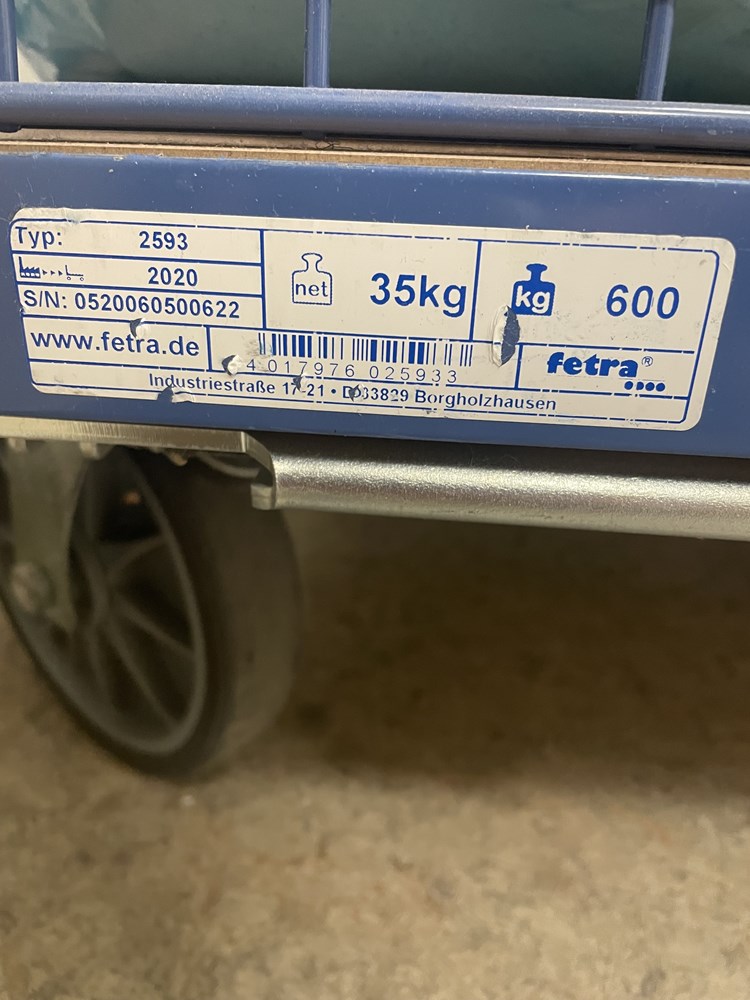 Typ: 2593
2020
S/N: 0520060500622
net 35kg
kg 600
www.fetra.de
4 017976 025933
fetra®
Industriestraße 17-21 • D-33829 Borgholzhausen